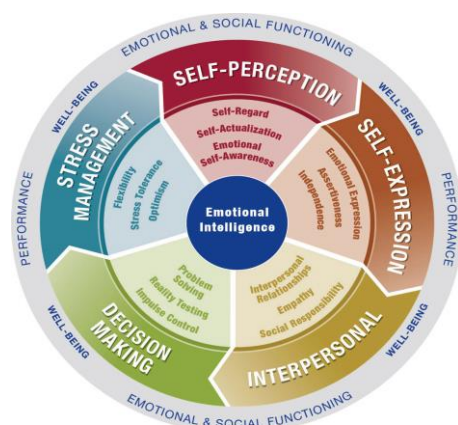 EMOTIONAL & SOCIAL FUNCTIONING
WELL-BEING
WELL-BEING
SELF-PERCEPTION
Self-Regard
Self-Actualization
Emotional
Self-Awareness
SELF-EXPRESSION
Emotional Expression
Assertiveness
Independence
PERFORMANCE
STRESS
MANAGEMENT
Flexibility
Stress Tolerance
Optimism
PERFORMANCE
Emotional
Intelligence
INTERPERSONAL
Interpersonal
Relationships
Empathy
Social Responsibility
DECISION
MAKING
Problem
Solving
Reality Testing
Impulse Control
WELL-BEING
WELL-BEING
EMOTIONAL & SOCIAL FUNCTIONING